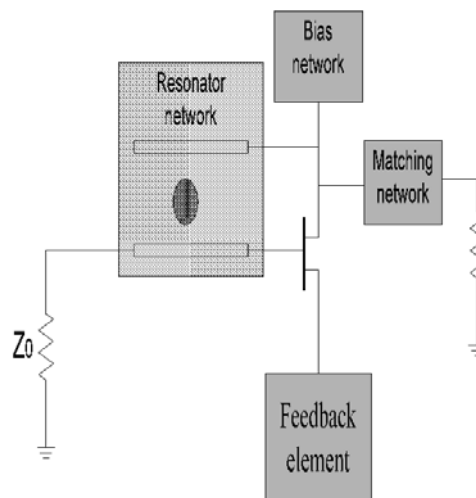 Bias
network
Resonator
network
Matching
network
Z0
Feedback
element